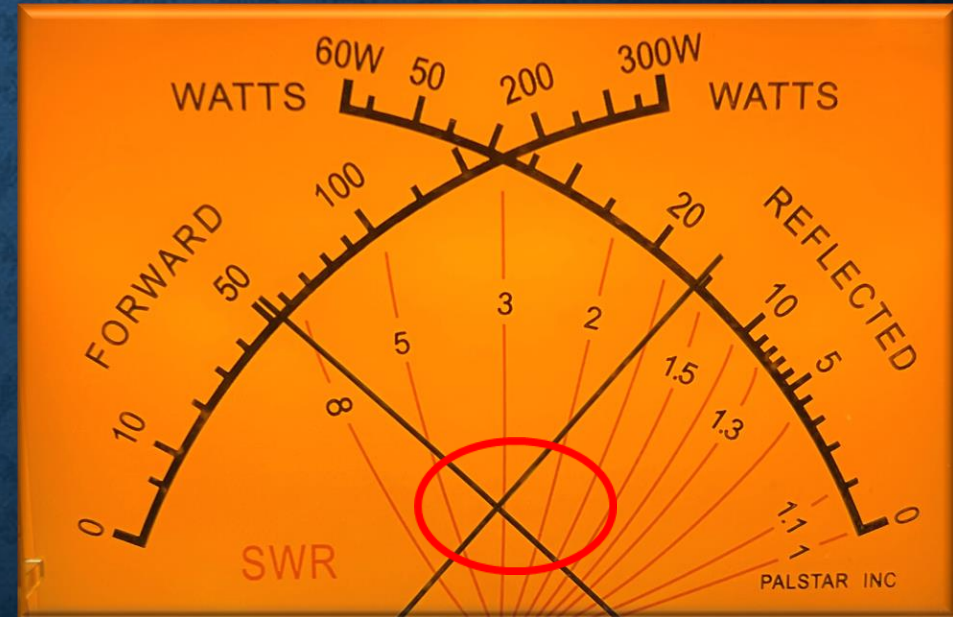 60W 50 200 300W
WATTS WATTS
100 20
FORWARD REFLECTED
50 10
5 3 2 5
8 1.5
10 1.3
0 1.1 0
1
SWR
PALSTAR INC